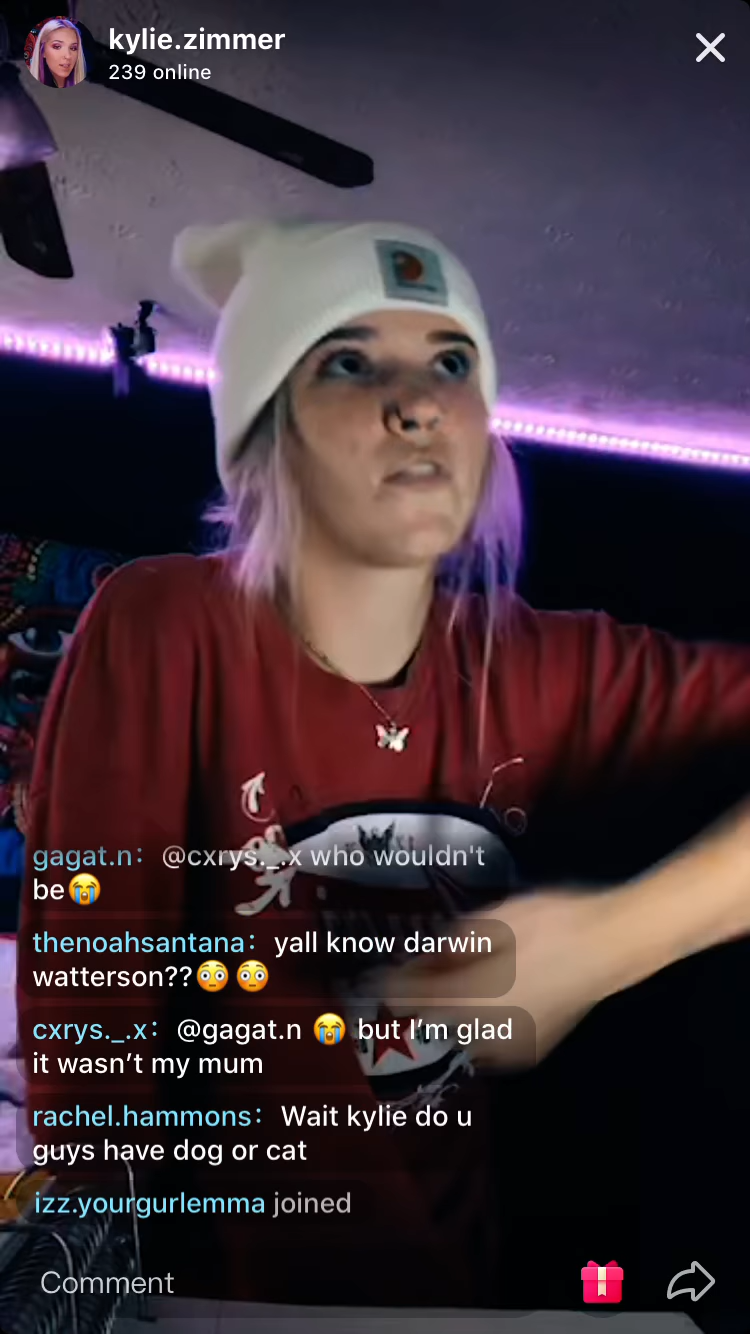 kylie.zimmer
239 online
gagat.n: @cxrys._.x who wouldn't
be😭
thenoahsantana: yall know darwin
watterson??😳😳
cxrys._.x: @gagat.n 😭 but I’m glad
it wasn’t my mum
rachel.hammons: Wait kylie do u
guys have dog or cat
izz.yourgurlemma joined
Comment